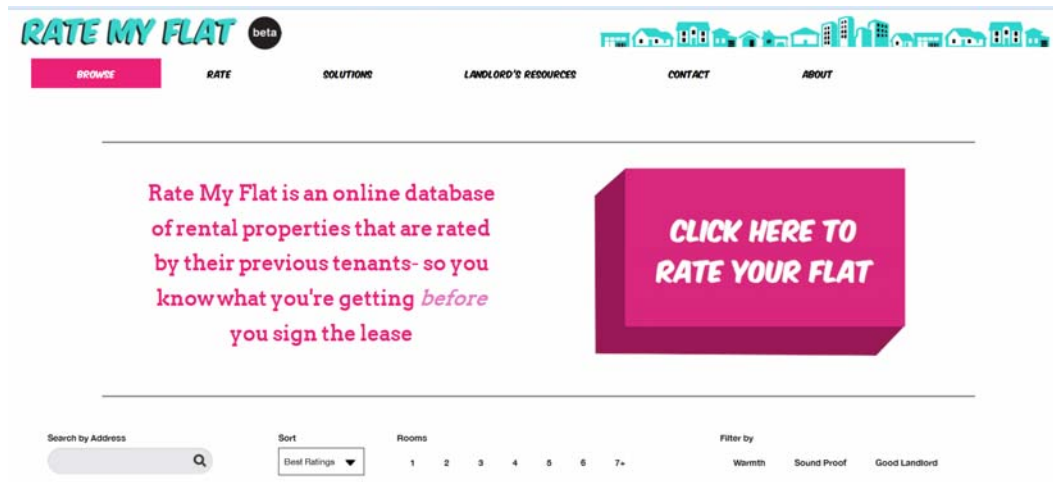 RATE MY FLAT beta
BROWSE RATE SOLUTIONS LANDLORD'S RESOURCES CONTACT ABOUT
Rate My Flat is an online database
of rental properties that are rated
by their previous tenants- so you
know what you're getting before
you sign the lease
CLICK HERE TO
RATE YOUR FLAT
Search by Address Sort Rooms Filter by
Best Ratings 1 2 3 4 5 6 7+ Warmth Sound Proof Good Landlord